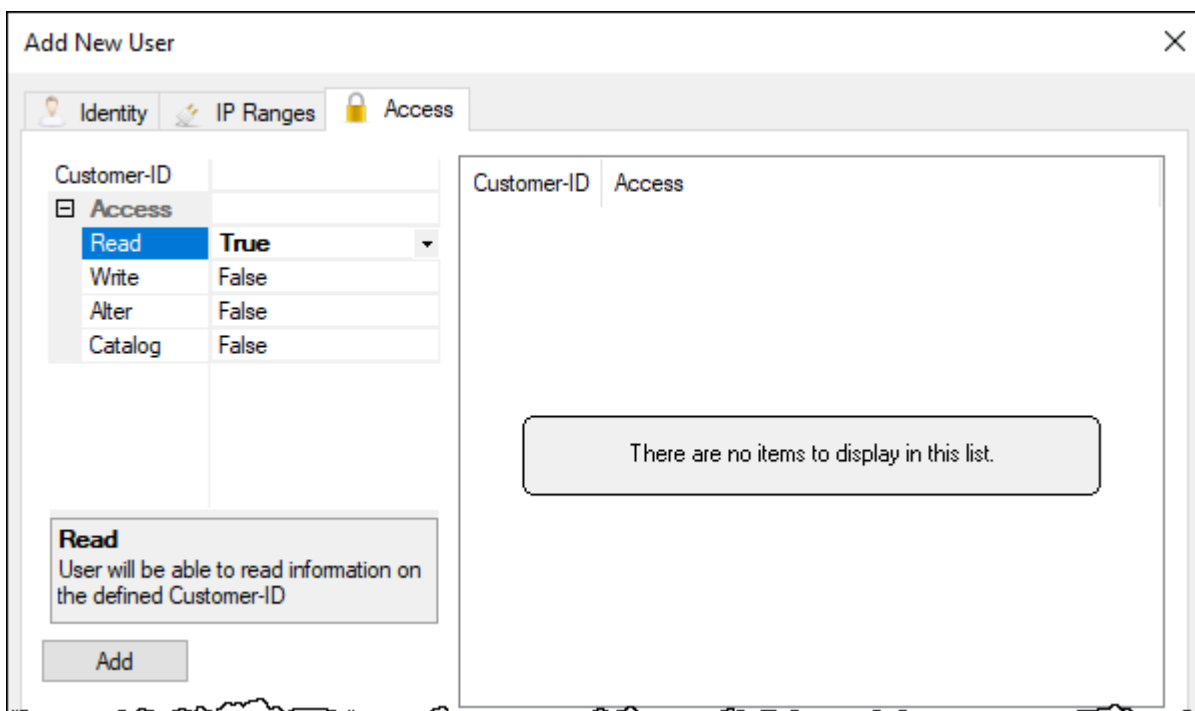 Add New User
Identity IP Ranges Access
Customer-ID
Access
Read True
Write False
Alter False
Catalog False
Read
User will be able to read information on
the defined Customer-ID
Add
Customer-ID Access
There are no items to display in this list.